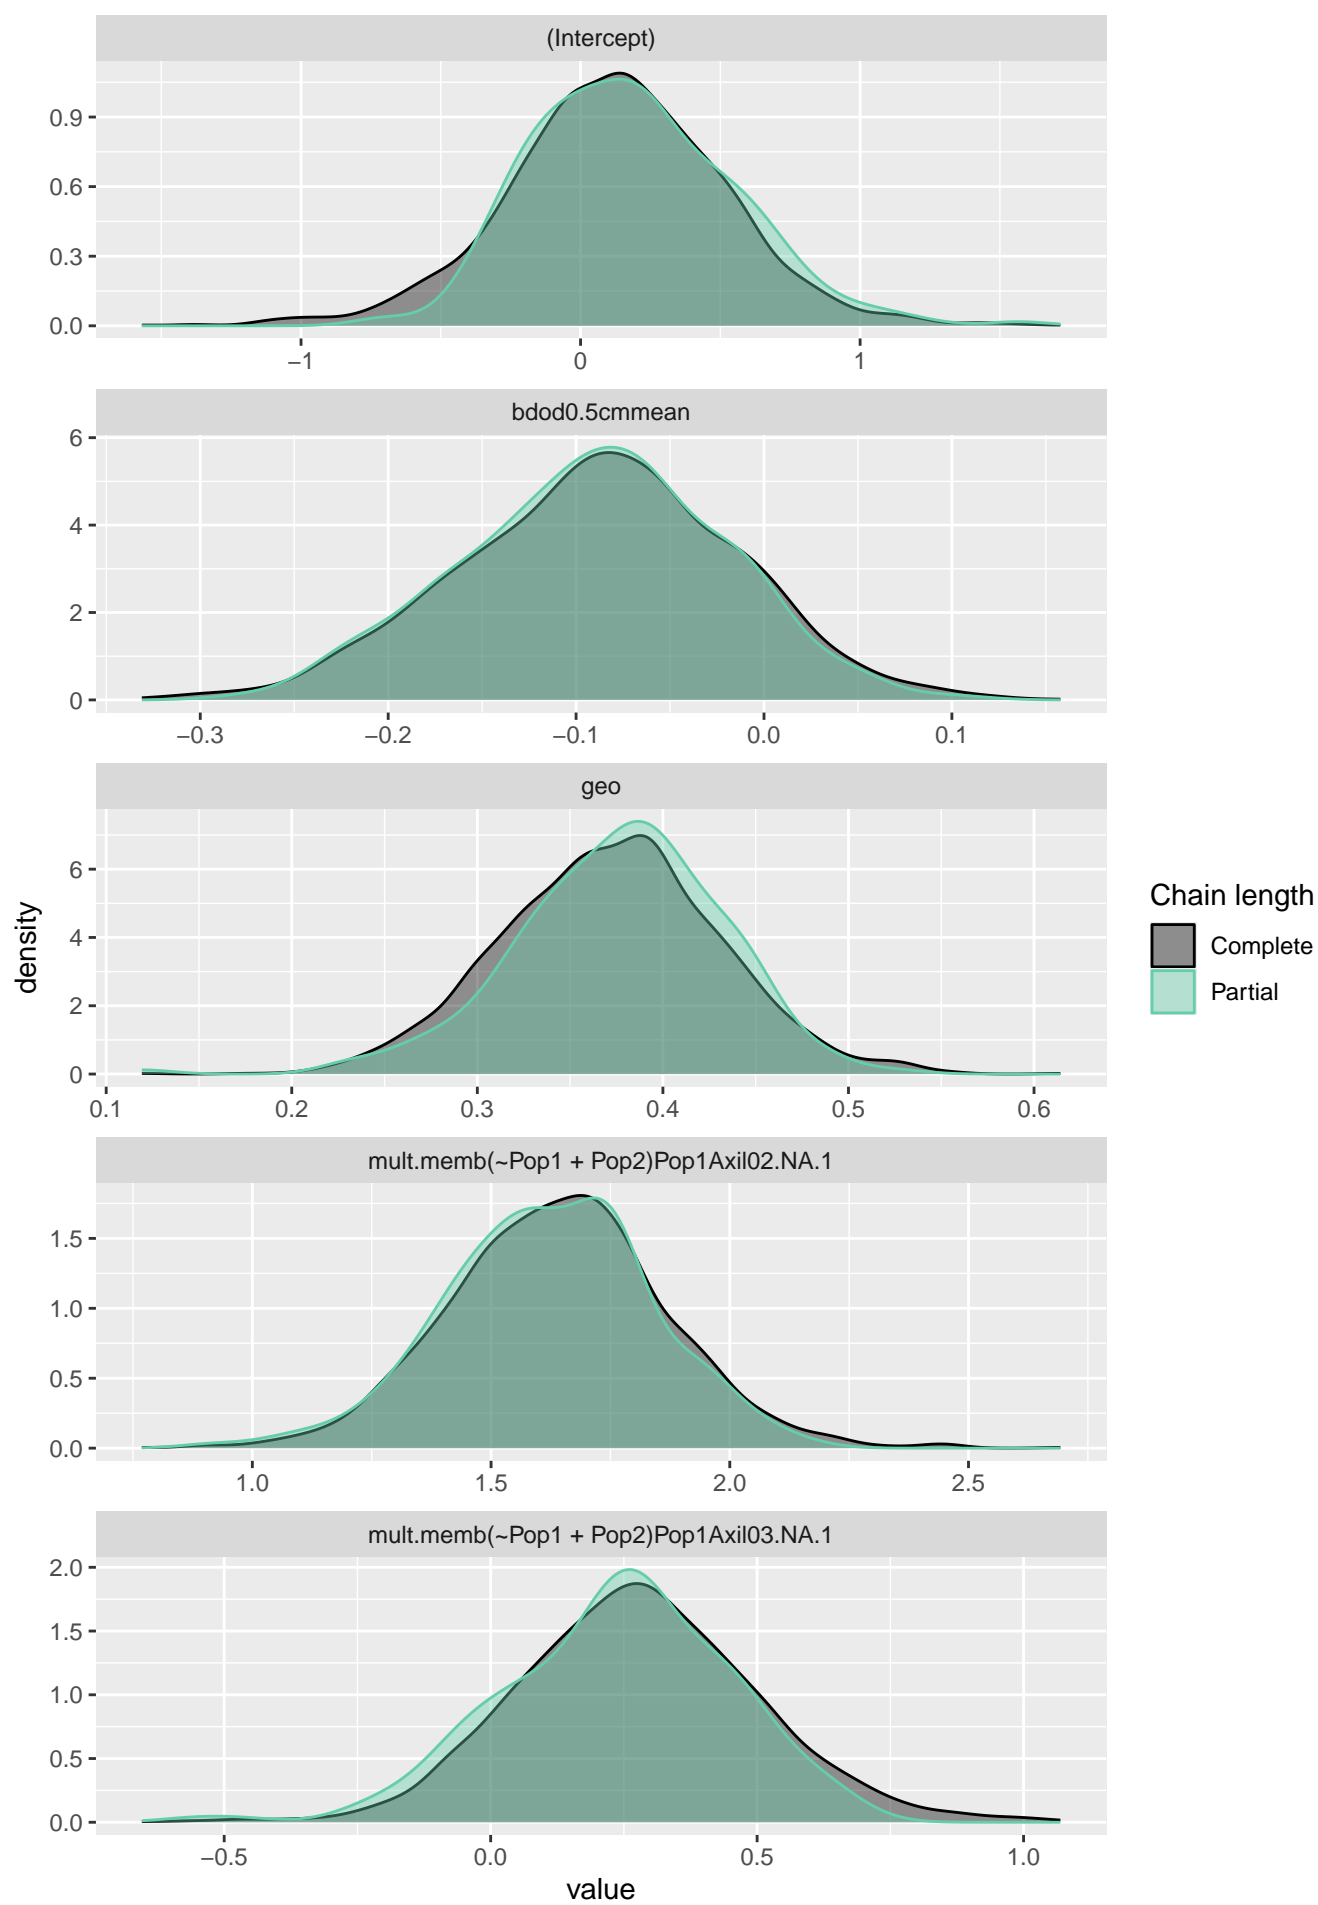 (Intercept)
0.9
0.6
0.3
0.0
−1 0 1
bdod0.5cmmean
6
4
2
0
−0.3 −0.2 −0.1 0.0 0.1
geo
6
4
2
0
0.1 0.2 0.3 0.4 0.5 0.6
density
Chain length
Complete
Partial
mult.memb(~Pop1 + Pop2)Pop1Axil02.NA.1
1.5
1.0
0.5
0.0
1.0 1.5 2.0 2.5
mult.memb(~Pop1 + Pop2)Pop1Axil03.NA.1
2.0
1.5
1.0
0.5
0.0
−0.5 0.0 0.5 1.0
value